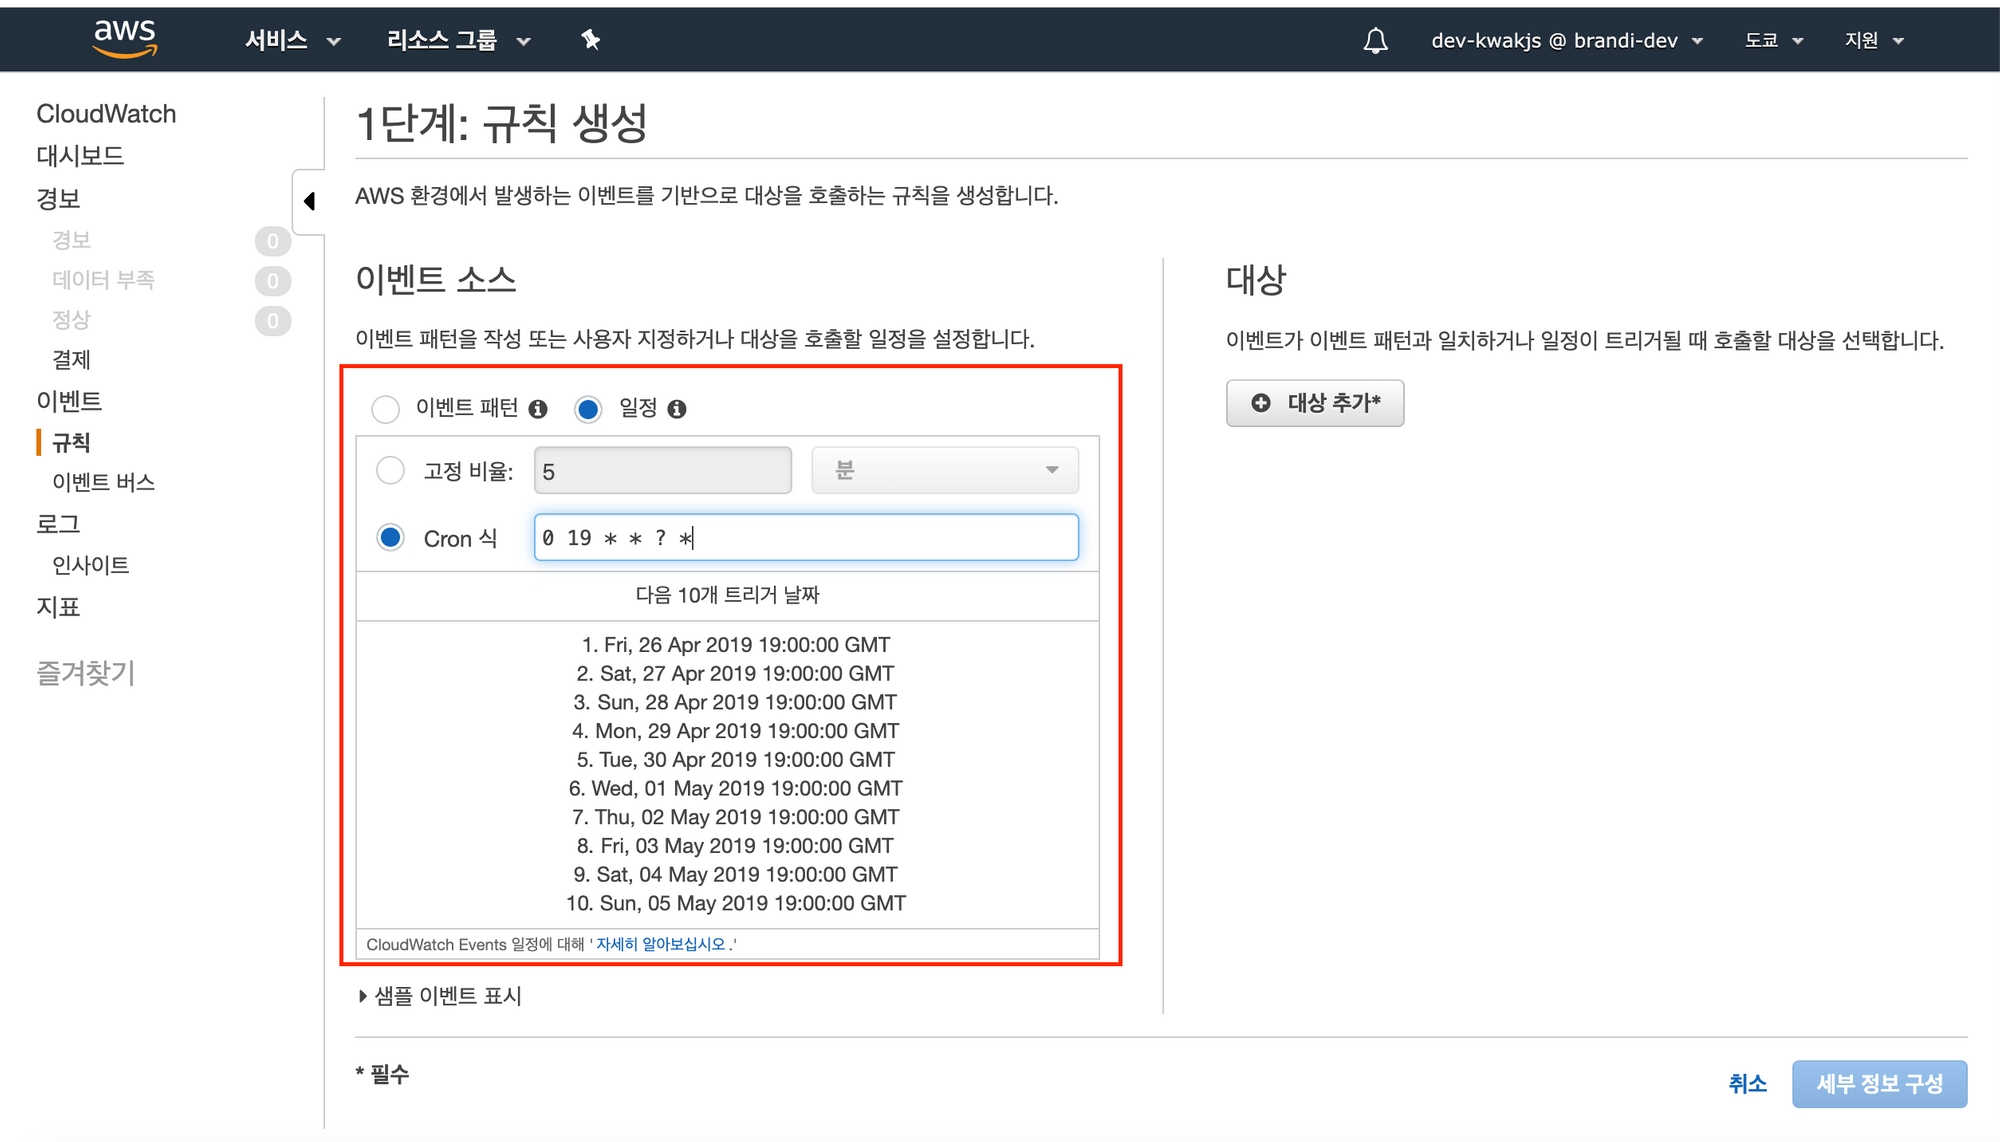 aws 서비스 리소스 그룹 dev-kwakjs @ brandi-dev 도쿄 지원
CloudWatch
대시보드
경보
경보 0
데이터 부족 0
정상 0
결제
이벤트
규칙
이벤트 버스
로그
인사이트
지표
즐겨찾기
1단계: 규칙 생성
AWS 환경에서 발생하는 이벤트를 기반으로 대상을 호출하는 규칙을 생성합니다.
이벤트 소스
이벤트 패턴을 작성 또는 사용자 지정하거나 대상을 호출할 일정을 설정합니다.
이벤트 패턴 일정
고정 비율: 5 분
Cron 식 0 19 * * ? *
다음 10개 트리거 날짜
1. Fri, 26 Apr 2019 19:00:00 GMT
2. Sat, 27 Apr 2019 19:00:00 GMT
3. Sun, 28 Apr 2019 19:00:00 GMT
4. Mon, 29 Apr 2019 19:00:00 GMT
5. Tue, 30 Apr 2019 19:00:00 GMT
6. Wed, 01 May 2019 19:00:00 GMT
7. Thu, 02 May 2019 19:00:00 GMT
8. Fri, 03 May 2019 19:00:00 GMT
9. Sat, 04 May 2019 19:00:00 GMT
10. Sun, 05 May 2019 19:00:00 GMT
CloudWatch Events 일정에 대해 ' 자세히 알아보십시오 .'
샘플 이벤트 표시
대상
이벤트가 이벤트 패턴과 일치하거나 일정이 트리거될 때 호출할 대상을 선택합니다.
대상 추가*
* 필수
취소 세부 정보 구성